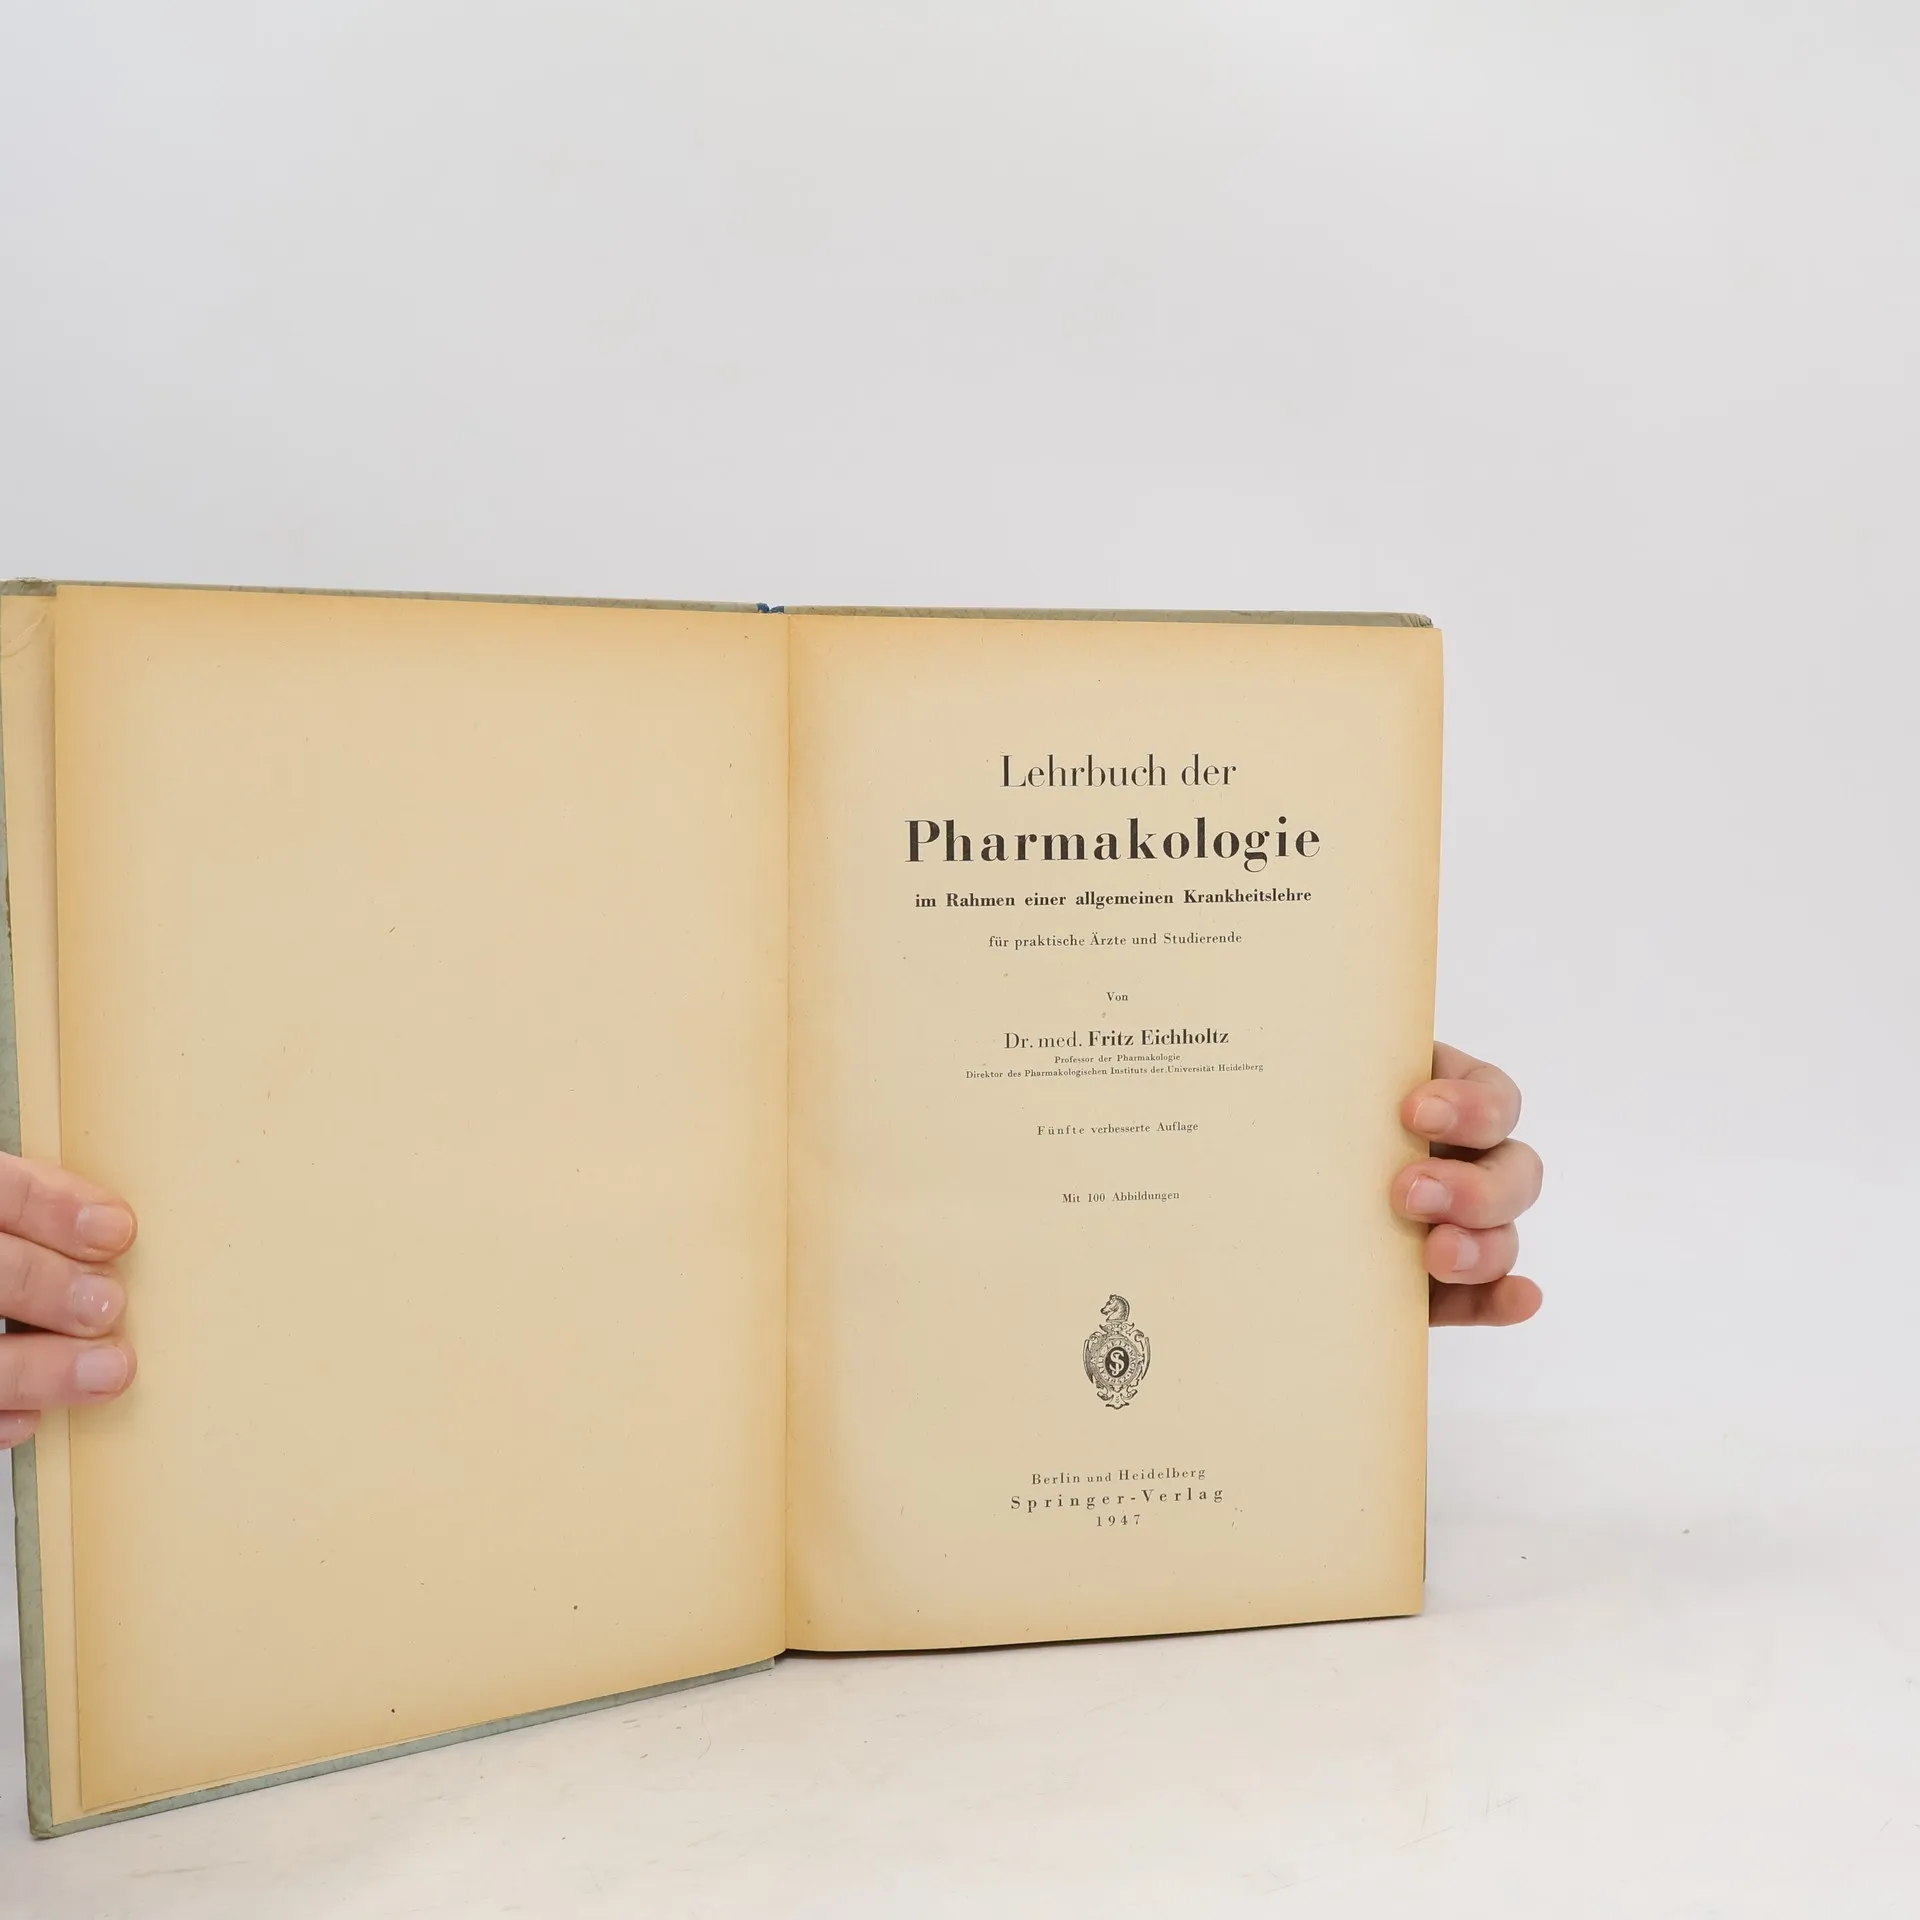 Lehrbuch der
Pharmakologie
im Rahmen einer allgemeinen Krankheitslehre
für praktische Ärzte und Studierende
Von
Dr. med. Fritz Eichholtz
Professor der Pharmakologie
Direktor des Pharmakologischen Instituts der Universität Heidelberg
Fünfte verbesserte Auflage
Mit 100 Abbildungen
Berlin und Heidelberg
Springer-Verlag
1947